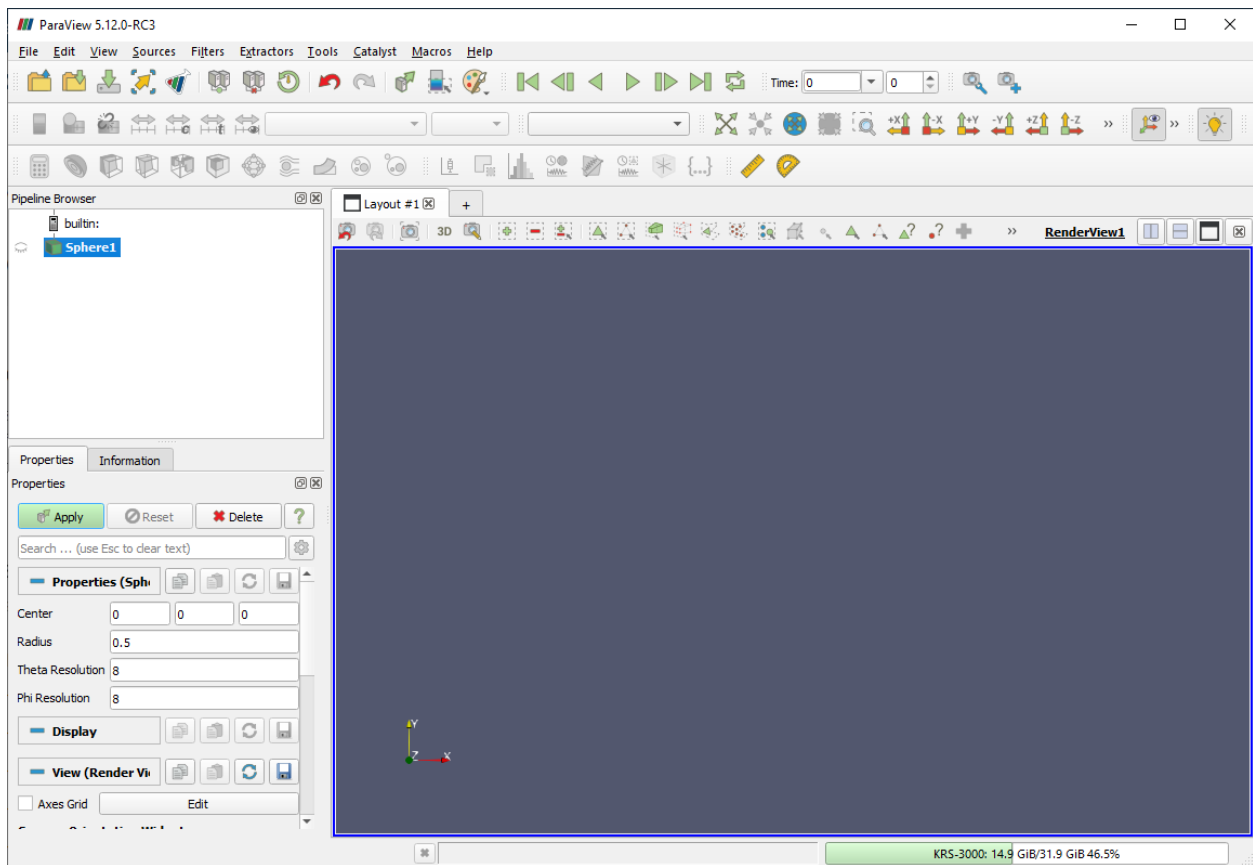 ParaView 5.12.0-RC3
File Edit View Sources Filters Extractors Tools Catalyst Macros Help
Time: 0 0
+X -X +Y -Y +Z -Z
Pipeline Browser
builtin:
Sphere1
Layout #1 +
3D RenderView1
Properties Information
Properties
Apply Reset Delete ?
Search ... (use Esc to clear text)
Properties (Sph
Center 0 0 0
Radius 0.5
Theta Resolution 8
Phi Resolution 8
Display
View (Render Vi
Axes Grid Edit
Y
Z X
KRS-3000: 14.9 GiB/31.9 GiB 46.5%